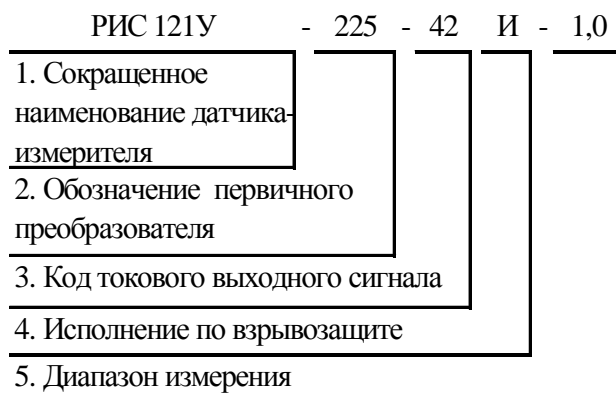 РИС 121У - 225 - 42 И - 1,0
1. Сокращенное
наименование датчика-
измерителя
2. Обозначение первичного
преобразователя
3. Код токового выходного сигнала
4. Исполнение по взрывозащите
5. Диапазон измерения